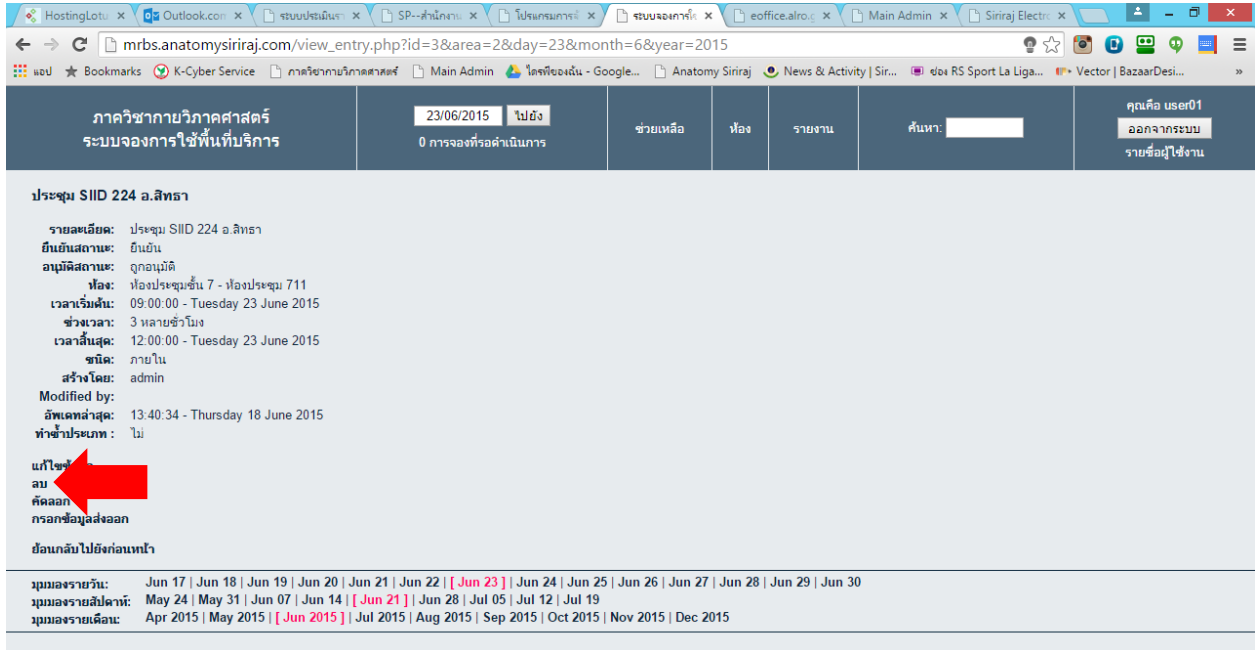 HostingLotu × Outlook.con × ระบบประเมินรา × SP--สำนักงาน × โปรแกรมการล × ระบบจองการใช × eoffice.alro.g × Main Admin × Siriraj Electro ×
mrbs.anatomysiriraj.com/view_entry.php?id=3&area=2&day=23&month=6&year=2015
แอป Bookmarks K-Cyber Service ภาควิชากายวิภาคศาสตร์ Main Admin ไดรฟ์ของฉัน - Google... Anatomy Siriraj News & Activity | Sir... ช่อง RS Sport La Liga... Vector | BazaarDesi... »
ภาควิชากายวิภาคศาสตร์
ระบบจองการใช้พื้นที่บริการ
23/06/2015 ไปยัง
0 การจองที่รอดำเนินการ
ช่วยเหลือ ห้อง รายงาน ค้นหา:
คุณคือ user01
ออกจากระบบ
รายชื่อผู้ใช้งาน
ประชุม SIID 224 อ.สิทธา
รายละเอียด: ประชุม SIID 224 อ.สิทธา
ยืนยันสถานะ: ยืนยัน
อนุมัติสถานะ: ถูกอนุมัติ
ห้อง: ห้องประชุมชั้น 7 - ห้องประชุม 711
เวลาเริ่มต้น: 09:00:00 - Tuesday 23 June 2015
ช่วงเวลา: 3 หลายชั่วโมง
เวลาสิ้นสุด: 12:00:00 - Tuesday 23 June 2015
ชนิด: ภายใน
สร้างโดย: admin
Modified by:
อัพเดทล่าสุด: 13:40:34 - Thursday 18 June 2015
ทำซ้ำประเภท : ไม่
ลบ
คัดลอก
กรอกข้อมูลส่งออก
ย้อนกลับไปยังก่อนหน้า
มุมมองรายวัน: Jun 17 | Jun 18 | Jun 19 | Jun 20 | Jun 21 | Jun 22 | [ Jun 23 ] | Jun 24 | Jun 25 | Jun 26 | Jun 27 | Jun 28 | Jun 29 | Jun 30
มุมมองรายสัปดาห์: May 24 | May 31 | Jun 07 | Jun 14 | [ Jun 21 ] | Jun 28 | Jul 05 | Jul 12 | Jul 19
มุมมองรายเดือน: Apr 2015 | May 2015 | [ Jun 2015 ] | Jul 2015 | Aug 2015 | Sep 2015 | Oct 2015 | Nov 2015 | Dec 2015